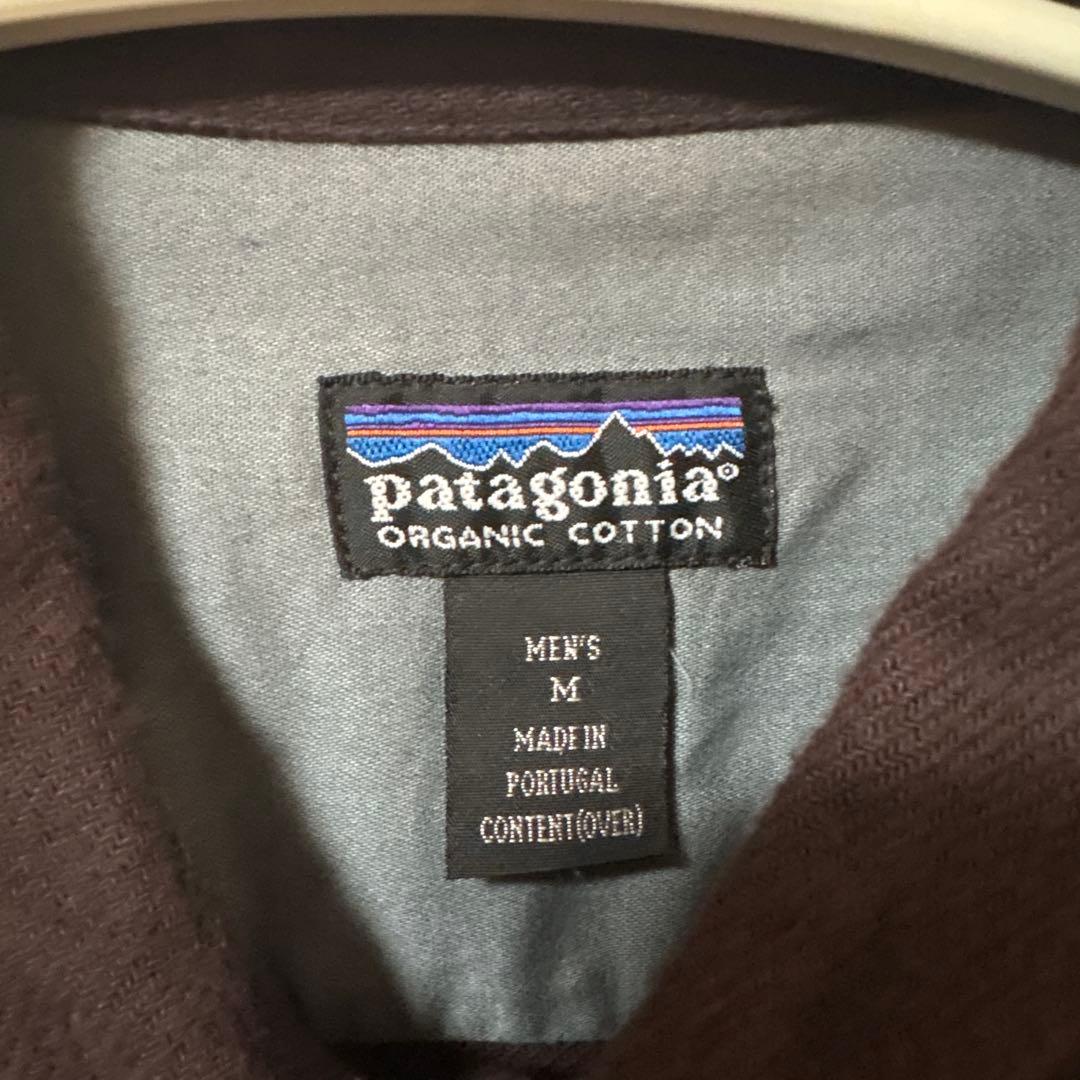 patagonia®
ORGANIC COTTON
MEN'S
M
MADE IN
PORTUGAL
CONTENT(OVER)